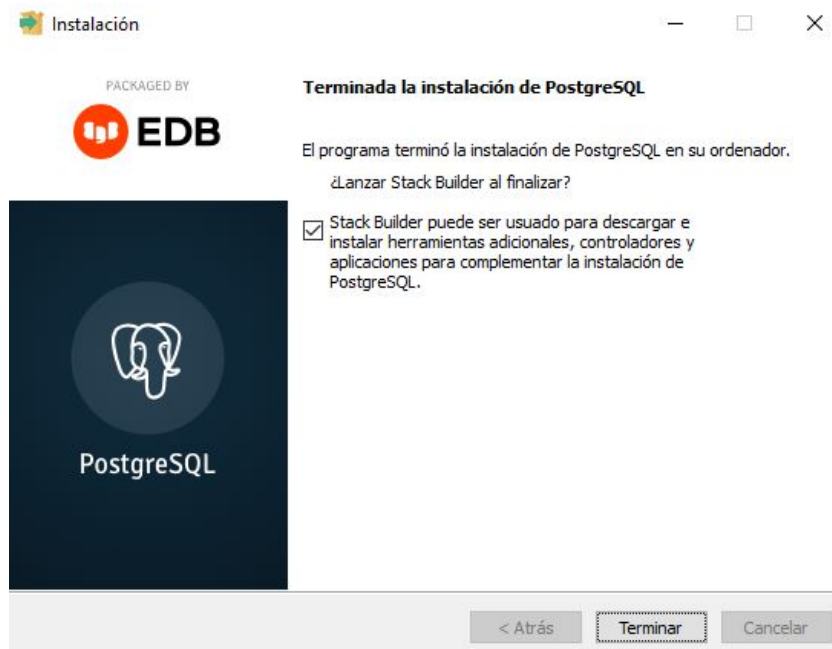 Instalación
PACKAGED BY
EDB
PostgreSQL
Terminada la instalación de PostgreSQL
El programa terminó la instalación de PostgreSQL en su ordenador.
¿Lanzar Stack Builder al finalizar?
Stack Builder puede ser usado para descargar e
instalar herramientas adicionales, controladores y
aplicaciones para complementar la instalación de
PostgreSQL.
< Atrás
Terminar
Cancelar